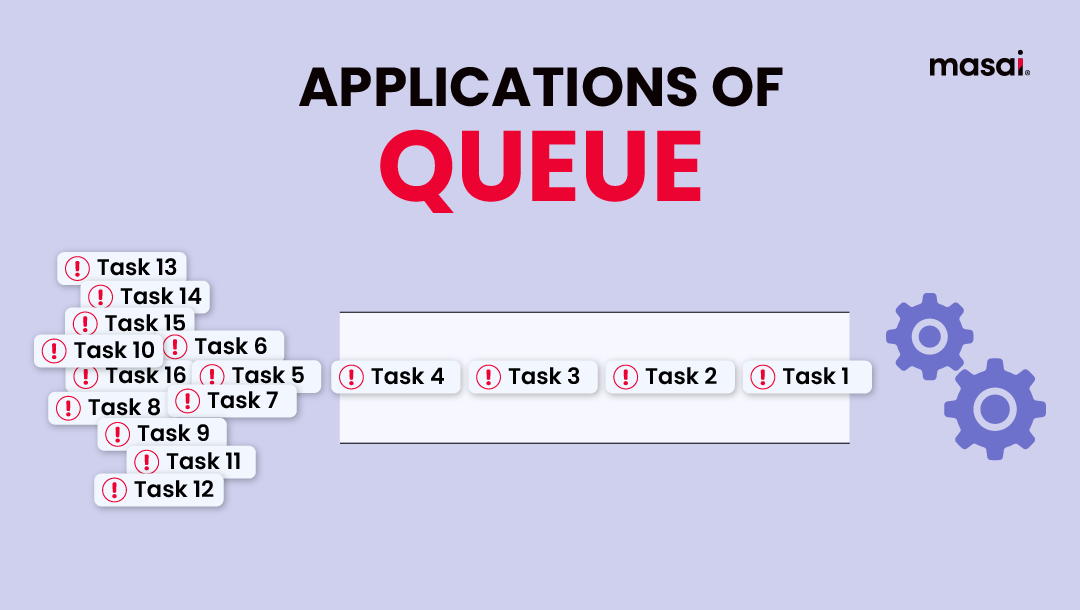 masai®
APPLICATIONS OF
QUEUE
Task 13
Task 14
Task 15
Task 10
Task 6
Task 16
Task 5
Task 4
Task 3
Task 2
Task 1
Task 8
Task 7
Task 9
Task 11
Task 12